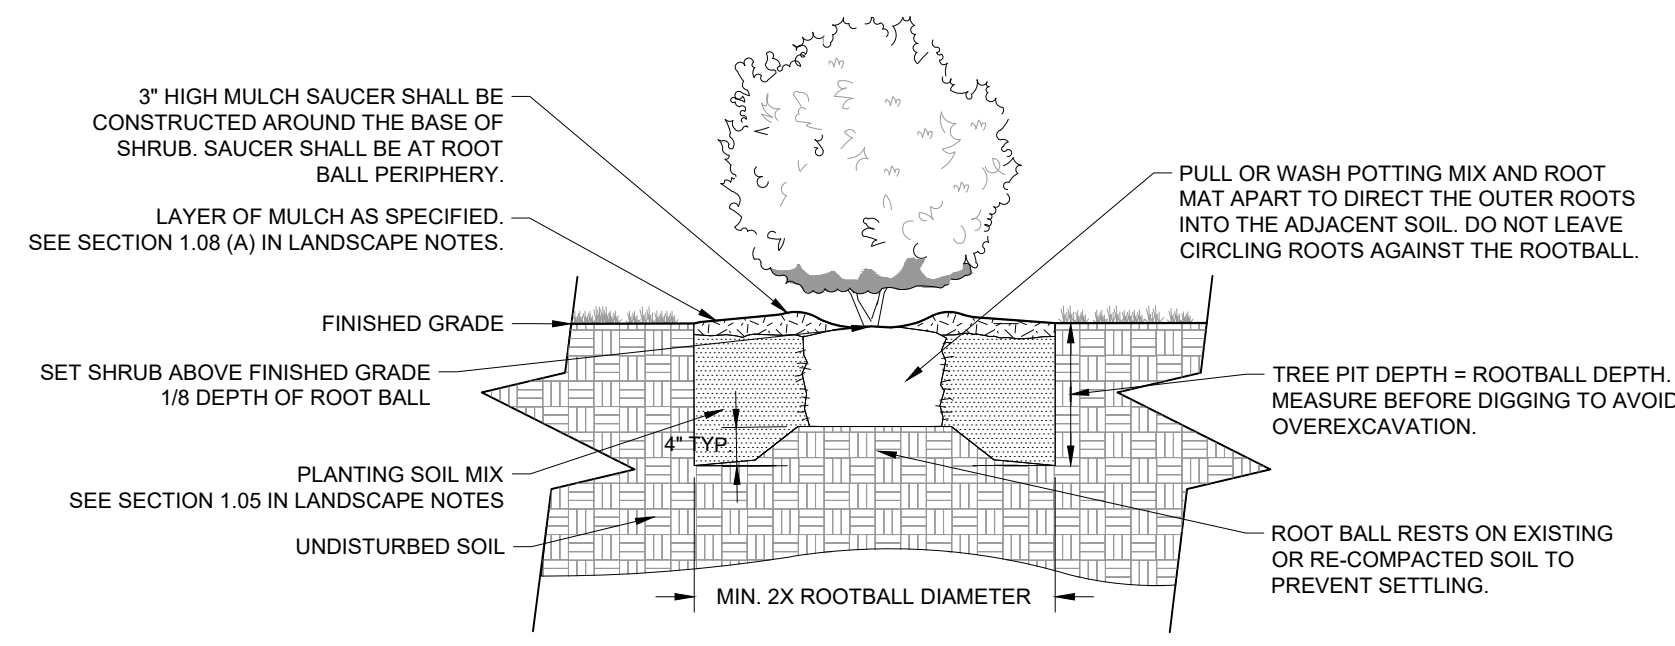 3" HIGH MULCH SAUCER SHALL BE
CONSTRUCTED AROUND THE BASE OF
SHRUB. SAUCER SHALL BE AT ROOT
BALL PERIPHERY.
LAYER OF MULCH AS SPECIFIED.
SEE SECTION 1.08 (A) IN LANDSCAPE NOTES.
FINISHED GRADE
SET SHRUB ABOVE FINISHED GRADE
1/8 DEPTH OF ROOT BALL
4" TYP.
PLANTING SOIL MIX
SEE SECTION 1.05 IN LANDSCAPE NOTES
UNDISTURBED SOIL
MIN. 2X ROOTBALL DIAMETER
PULL OR WASH POTTING MIX AND ROOT
MAT APART TO DIRECT THE OUTER ROOTS
INTO THE ADJACENT SOIL. DO NOT LEAVE
CIRCLING ROOTS AGAINST THE ROOTBALL.
TREE PIT DEPTH = ROOTBALL DEPTH.
MEASURE BEFORE DIGGING TO AVOID
OVEREXCAVATION.
ROOT BALL RESTS ON EXISTING
OR RE-COMPACTED SOIL TO
PREVENT SETTLING.